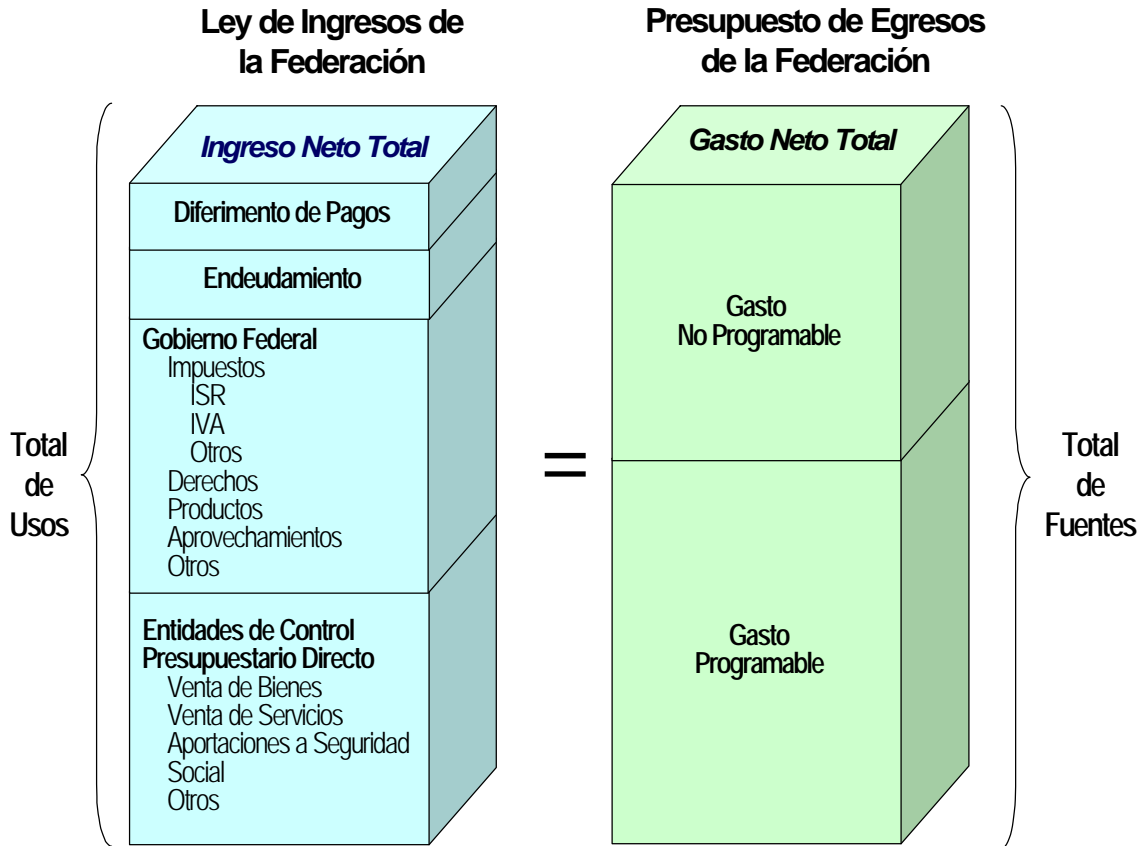 Ley de Ingresos de
la Federación
Presupuesto de Egresos
de la Federación
Ingreso Neto Total
Diferimento de Pagos
Endeudamiento
Gobierno Federal
Impuestos
ISR
IVA
Otros
Derechos
Productos
Aprovechamientos
Otros
Entidades de Control
Presupuestario Directo
Venta de Bienes
Venta de Servicios
Aportaciones a Seguridad
Social
Otros
Total
de
Usos
=
Gasto Neto Total
Gasto
No Programable
Gasto
Programable
Total
de
Fuentes